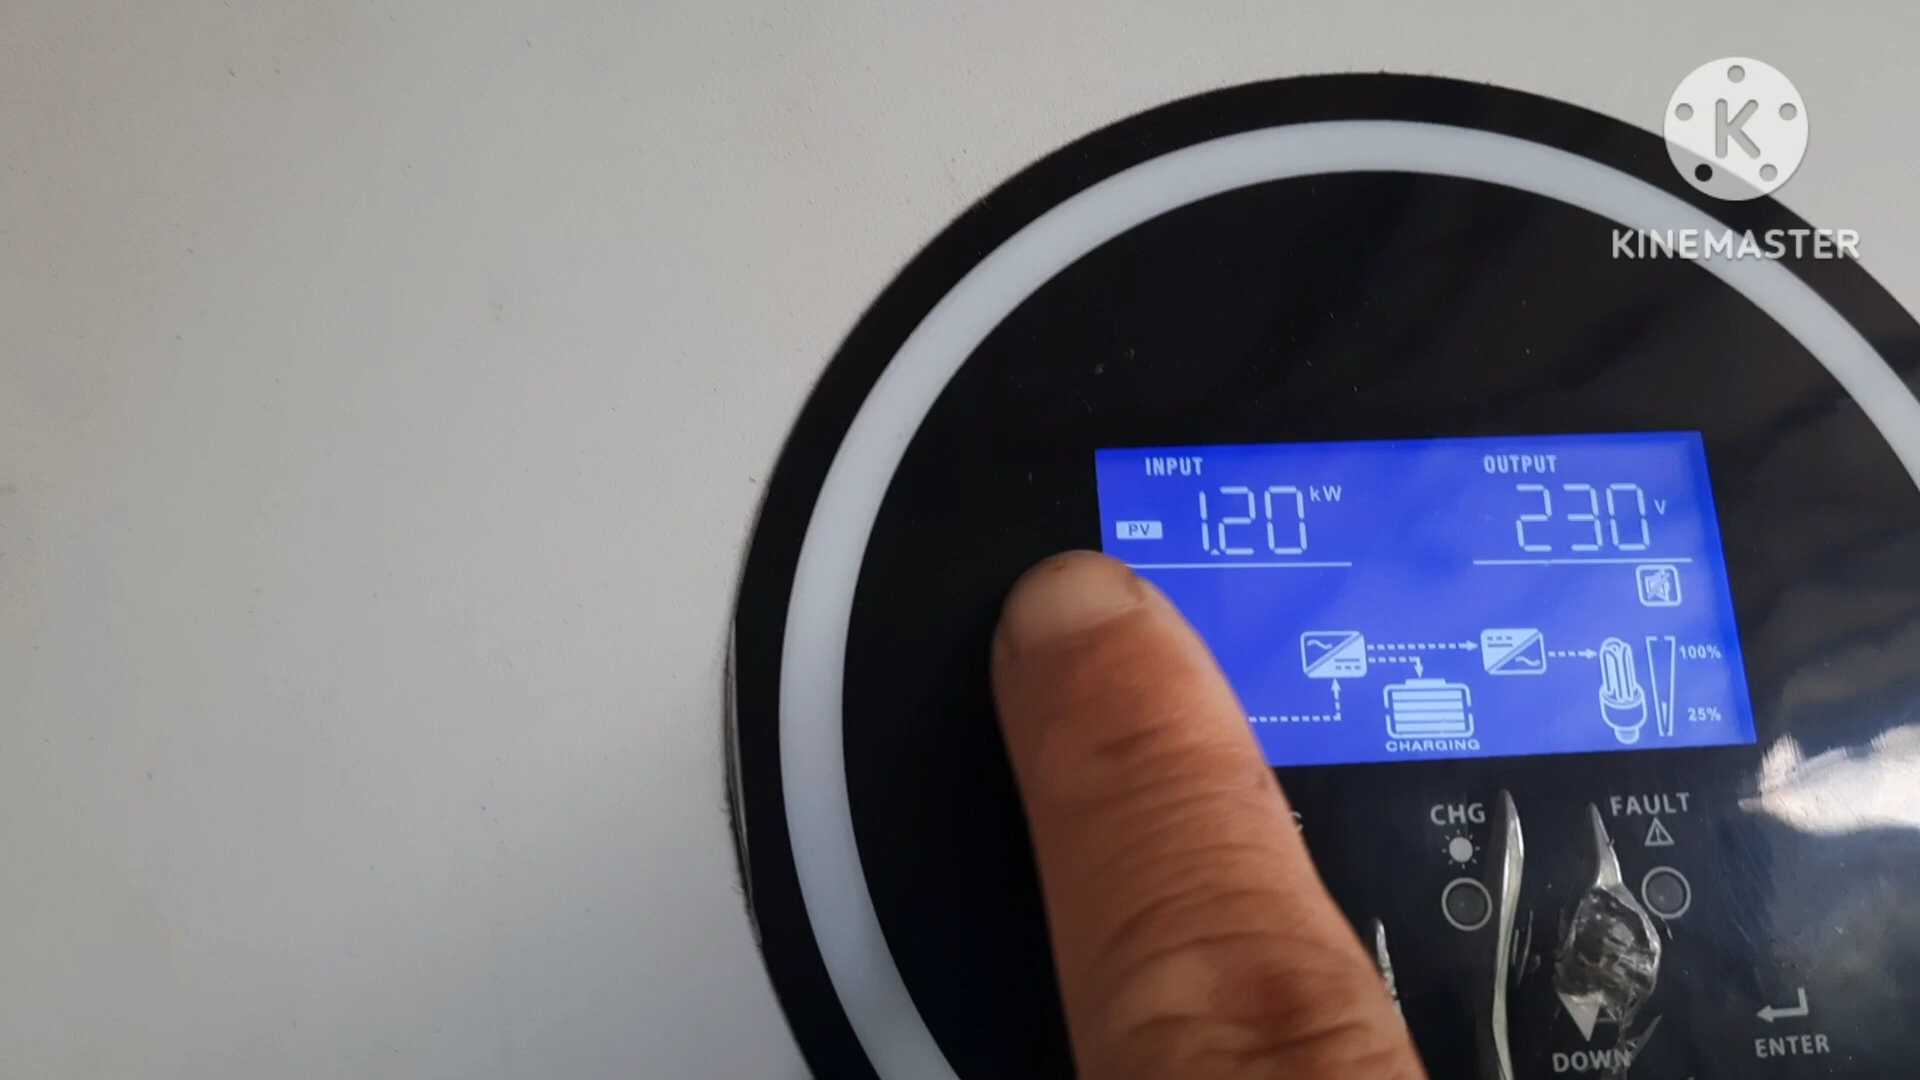 K
KINEMASTER
INPUT
OUTPUT
PV 1.20 kW
230 V
100%
25%
CHARGING
CHG
FAULT
DOWN
ENTER